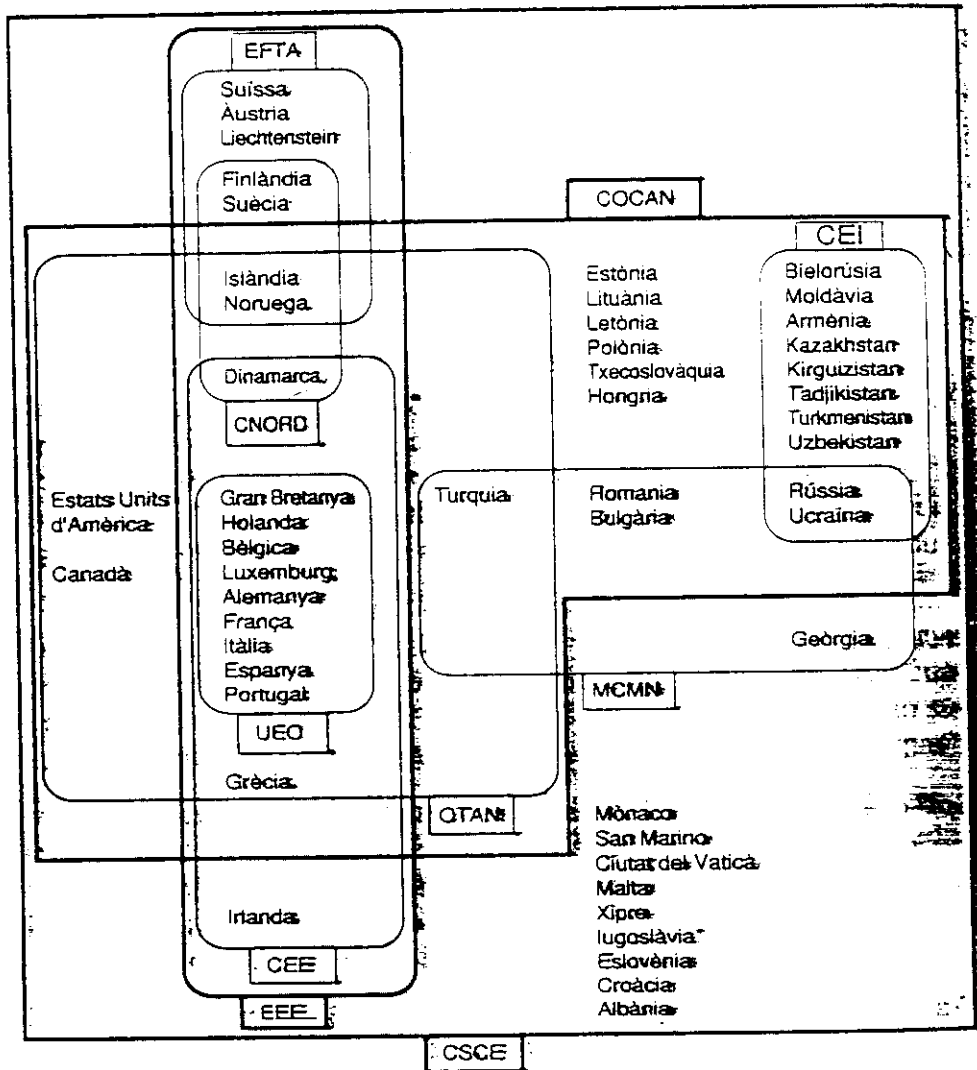 EFTA
Suïssa
Àustria
Liechtenstein
Finlàndia
Suècia
COCAN
CEI
Islàndia
Noruega
Estònia
Lituània
Letònia
Polònia
Txecoslovàquia
Hongria
Bielorúsia
Moldàvia
Armènia
Kazakhstan
Kirguizistan
Tadjikistan
Turkmenistan
Uzbekistan
Dinamarca
CNORD
Estats Units
d'Amèrica
Canadà
Gran Bretanya
Holanda
Bèlgica
Luxemburg
Alemanya
França
Itàlia
Espanya
Portugal
UEO
Turquia
Romania
Bulgària
Rússia
Ucraïna
Geòrgia
MCMN
Grècia
OTAN
Mònaco
San Marino
Ciutat del Vaticà
Malta
Xipre
Iugoslàvia*
Eslovènia
Croàcia
Albània
Irlanda
CEE
EEE
CSCE